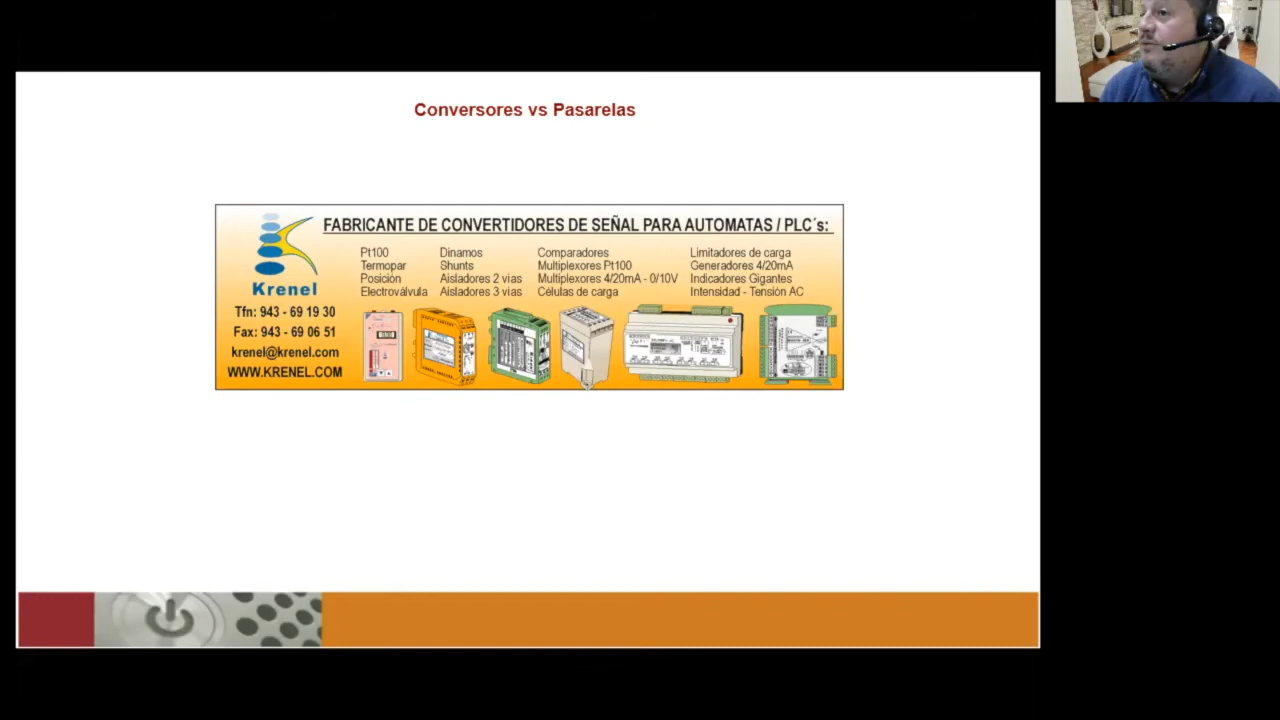 Conversores vs Pasarelas
Krenel
Tfn: 943 - 69 19 30
Fax: 943 - 69 06 51
krenel@krenel.com
WWW.KRENEL.COM
FABRICANTE DE CONVERTIDORES DE SEÑAL PARA AUTOMATAS / PLC´s:
Pt100
Termopar
Posición
Electroválvula
Dinamos
Shunts
Aisladores 2 vias
Aisladores 3 vias
Comparadores
Multiplexores Pt100
Multiplexores 4/20mA - 0/10V
Células de carga
Limitadores de carga
Generadores 4/20mA
Indicadores Gigantes
Intensidad - Tensión AC